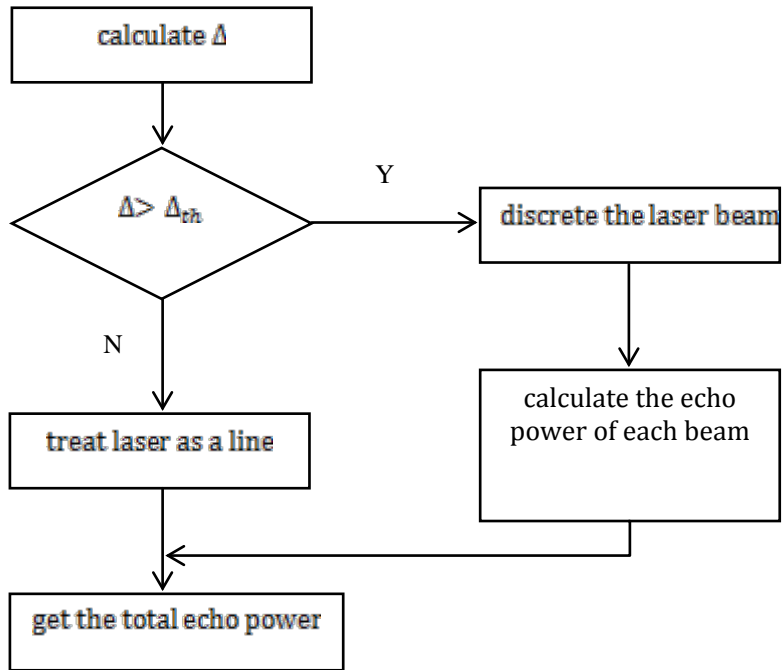 calculate Δ
Δ> Δth
Y
discrete the laser beam
N
calculate the echo
power of each beam
treat laser as a line
get the total echo power